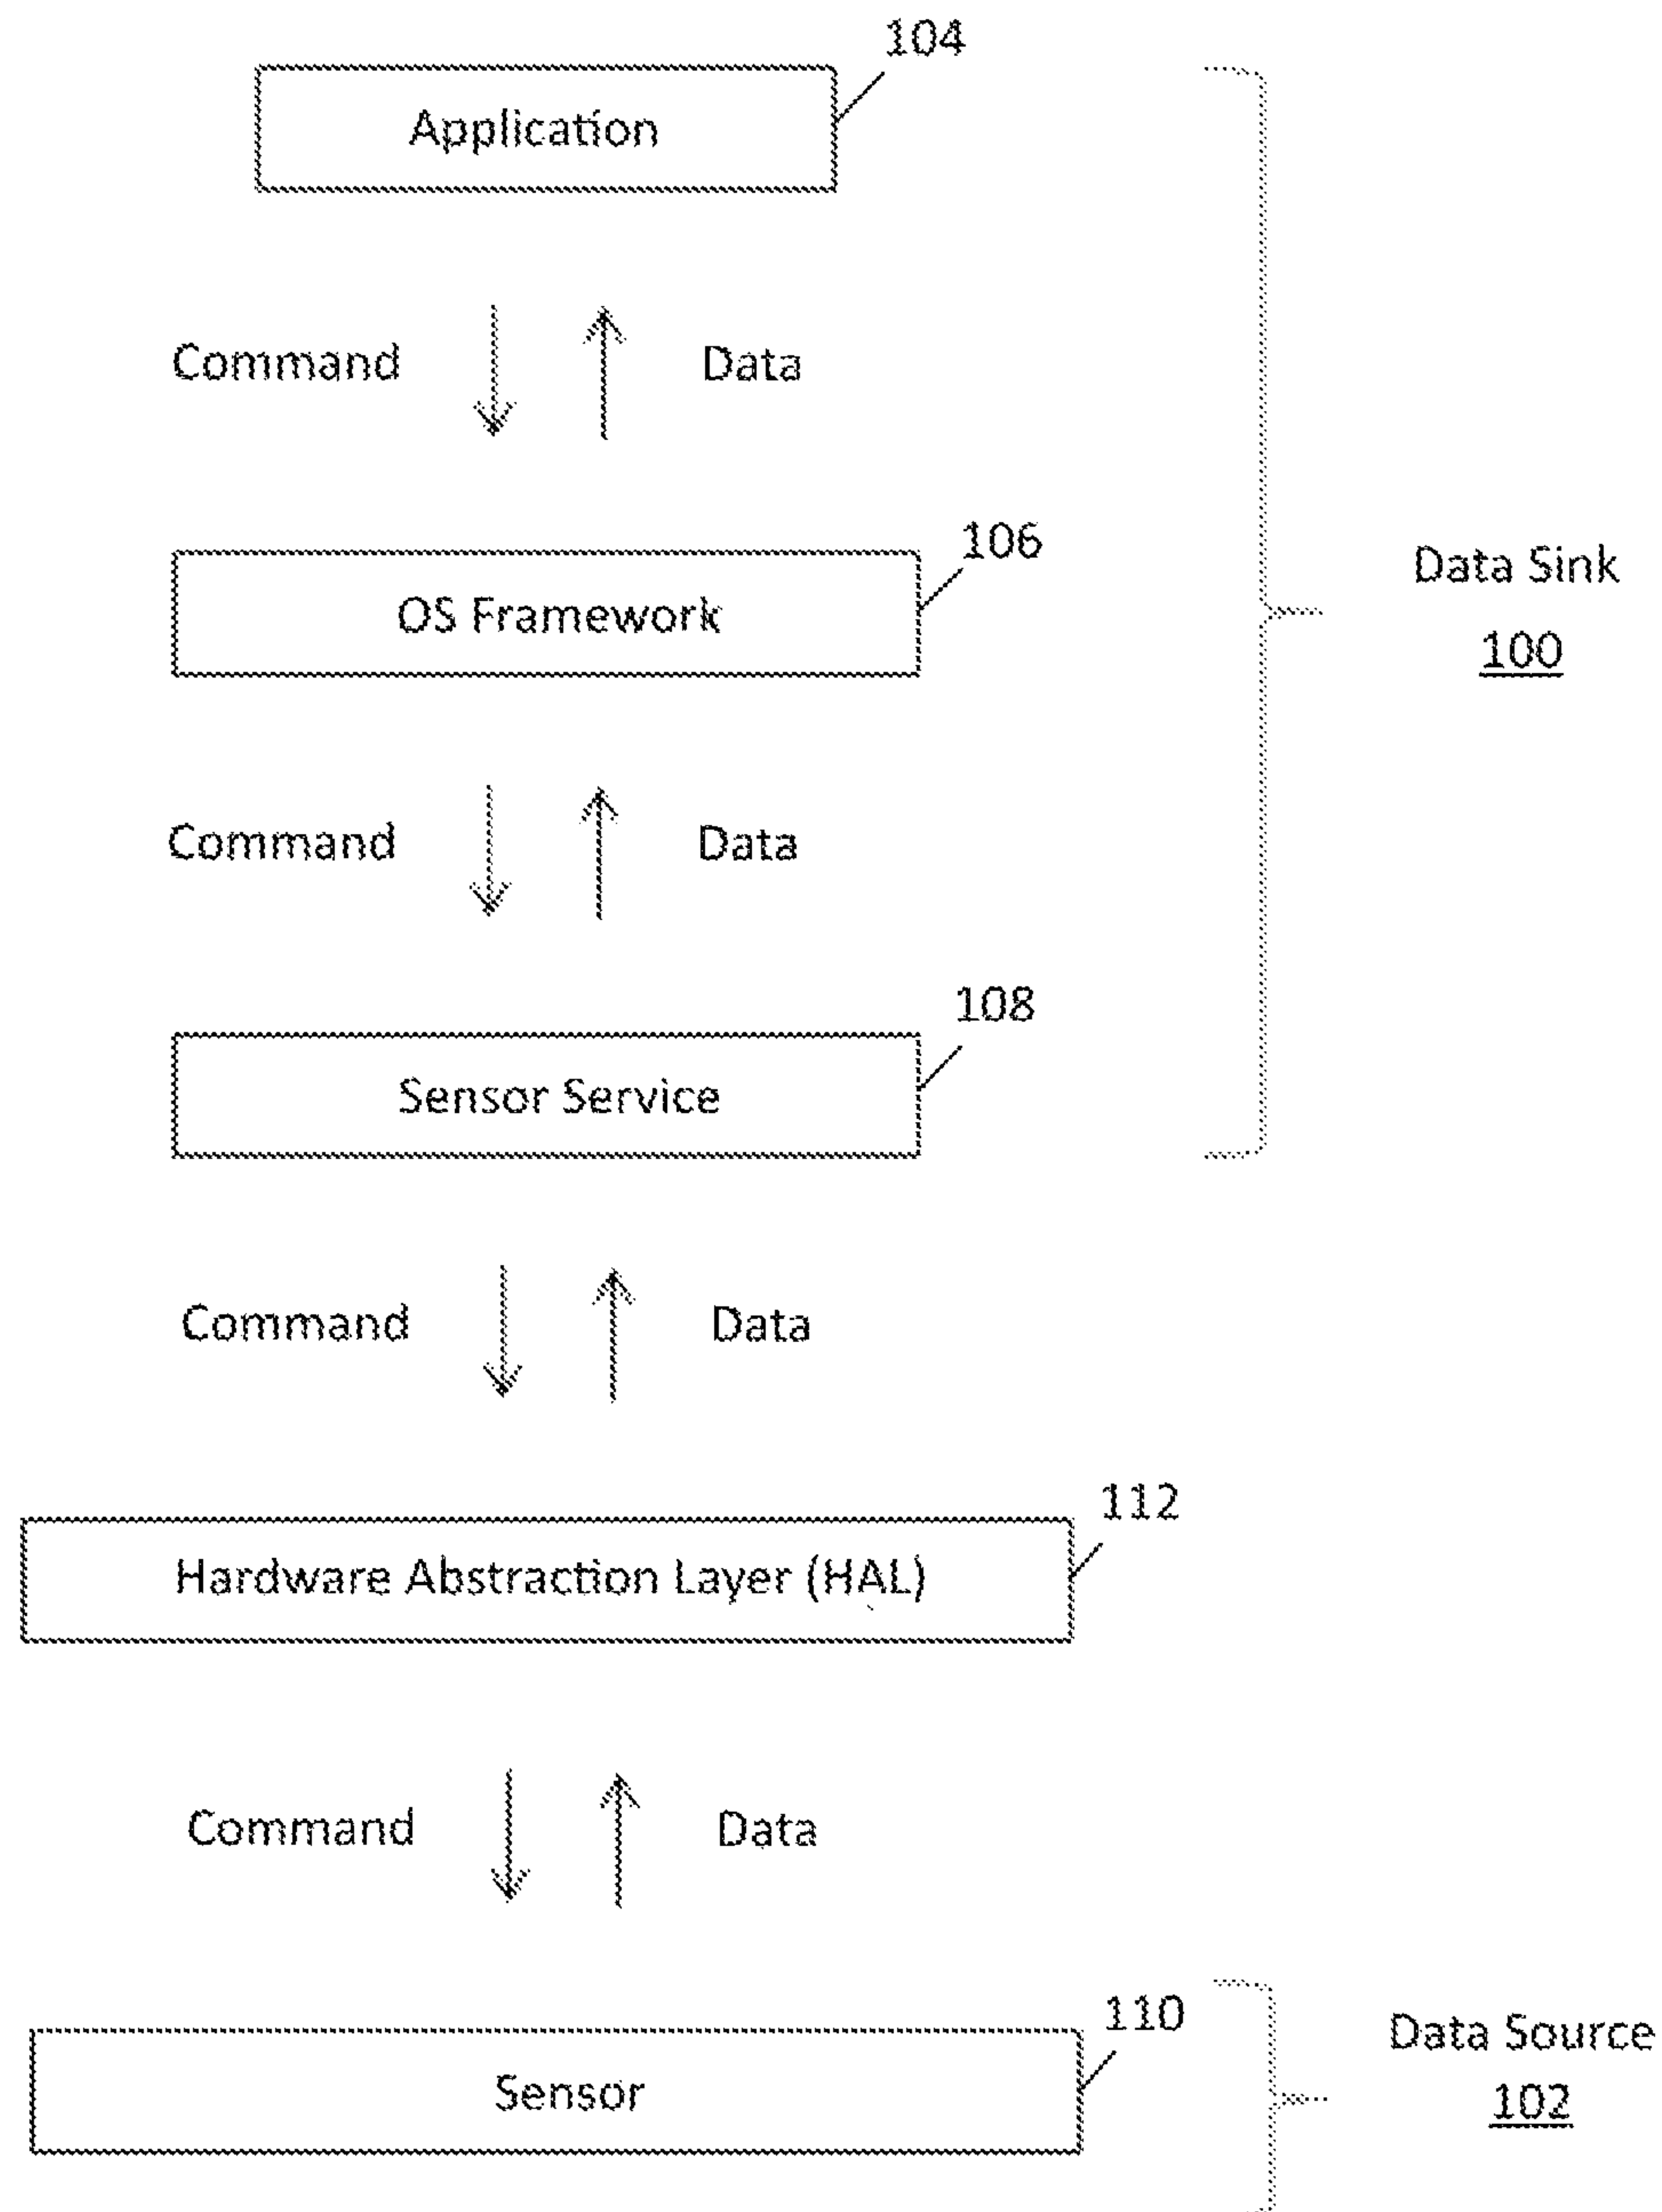 104
Application
Command
Data
106
OS Framework
Data Sink
100
Command
Data
108
Sensor Service
Command
Data
112
Hardware Abstraction Layer (HAL)
Command
Data
110
Sensor
Data Source
102